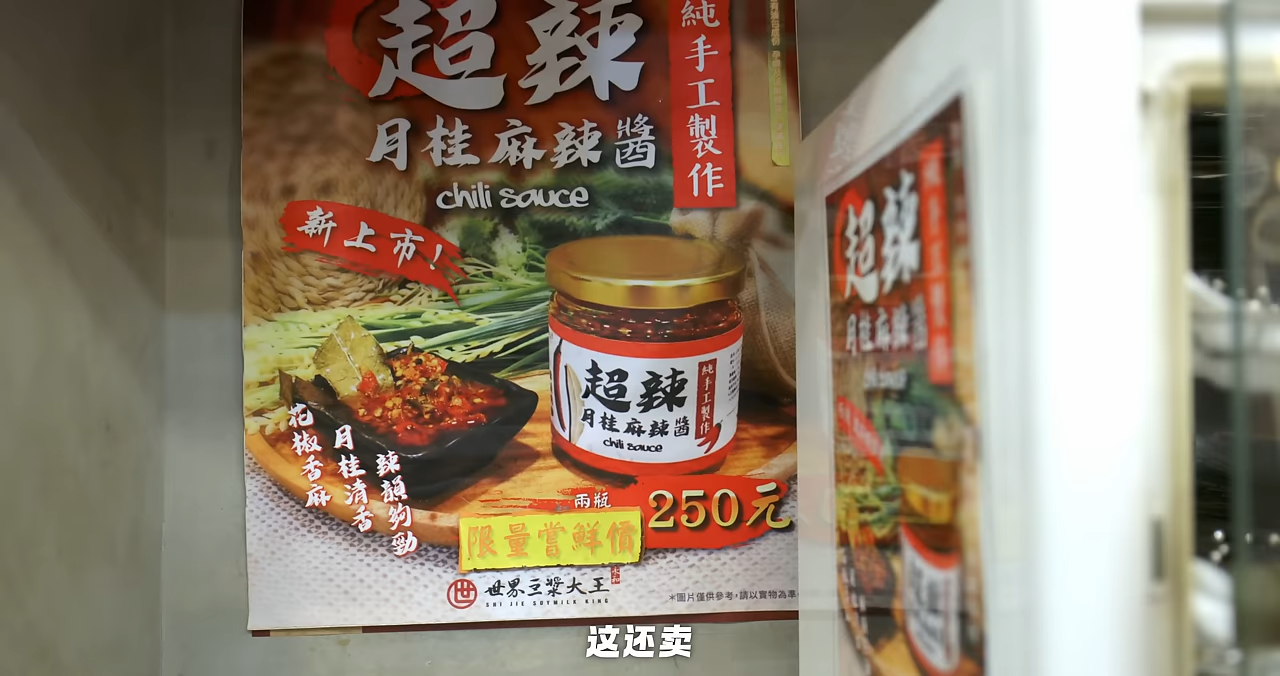 超辣
純手工製作
月桂麻辣醬
chili sauce
新上市!
超辣
純手工製作
月桂麻辣醬
chili sauce
花椒香麻
月桂清香
辣韻夠勁
兩瓶
250元
限量嘗鮮價
世界豆漿大王
SHI JIE SOYMILK KING
*圖片僅供參考,請以實物為準
超辣
月桂麻辣醬
这还卖